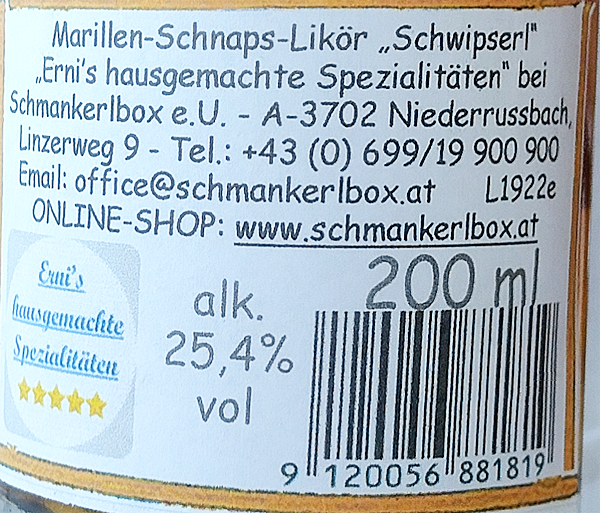 Marillen-Schnaps-Likör „Schwipserl"
„Erni's hausgemachte Spezialitäten" bei
Schmankerlbox e.U. - A-3702 Niederrussbach,
Linzerweg 9 - Tel.: +43 (0) 699/19 900 900
Email: office@schmankerlbox.at L1922e
ONLINE-SHOP: www.schmankerlbox.at
Erni's
hausgemachte
Spezialitäten
alk.
25,4%
vol
200 ml
9 120056 881819